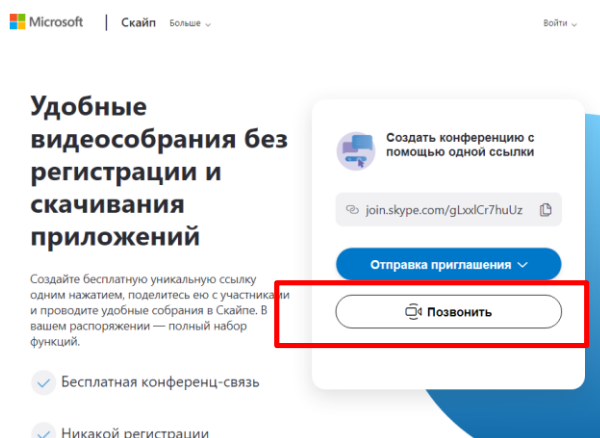 Microsoft
Скайп
Больше
Войти
Удобные
видеособрания без
регистрации и
скачивания
приложений
Создайте бесплатную уникальную ссылку
одним нажатием, поделитесь ею с участниками
и проводите удобные собрания в Скайпе. В
вашем распоряжении — полный набор
функций.
Бесплатная конференц-связь
Никакой регистрации
Создать конференцию с
помощью одной ссылки
join.skype.com/gLxxlCr7huUz
Отправка приглашения
Позвонить